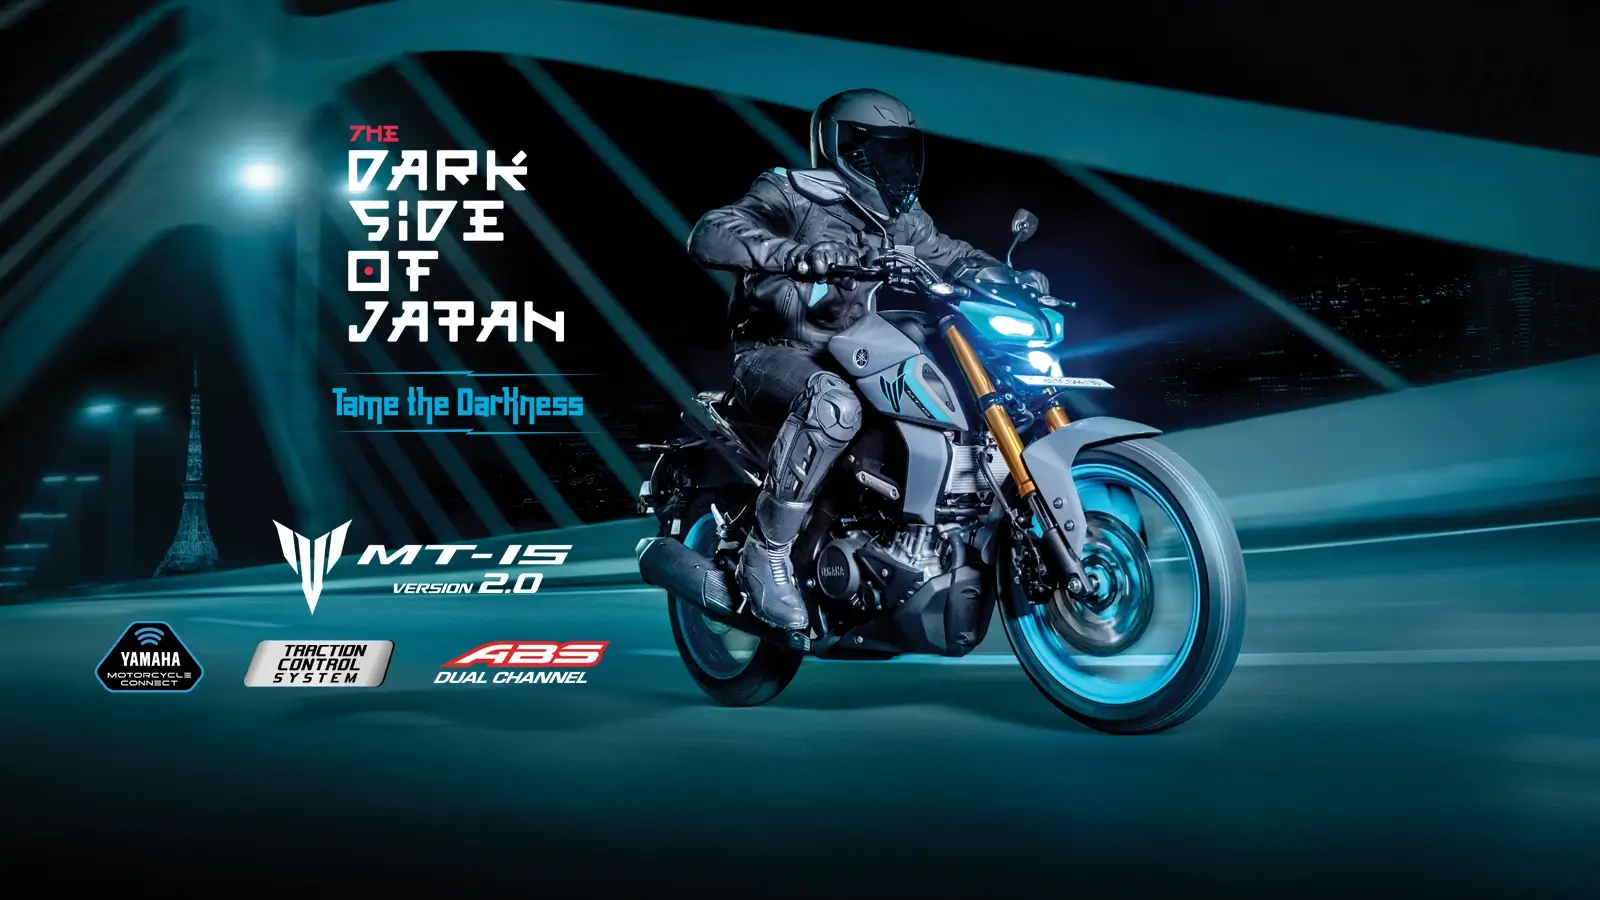 THE
DARK
SIDE
OF
JAPAN
Tame the Darkness
MT-15
VERSION 2.0
YAMAHA
MOTORCYCLE
CONNECT
TRACTION
CONTROL
SYSTEM
ABS
DUAL CHANNEL
YAMAHA